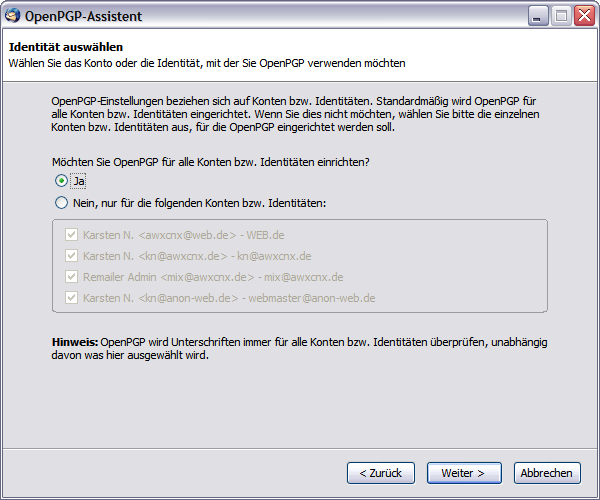 OpenPGP-Assistent
Identität auswählen
Wählen Sie das Konto oder die Identität, mit der Sie OpenPGP verwenden möchten
OpenPGP-Einstellungen beziehen sich auf Konten bzw. Identitäten. Standardmäßig wird OpenPGP für
alle Konten bzw. Identitäten eingerichtet. Wenn Sie dies nicht möchten, wählen Sie bitte die einzelnen
Konten bzw. Identitäten aus, für die OpenPGP eingerichtet werden soll.
Möchten Sie OpenPGP für alle Konten bzw. Identitäten einrichten?
Ja
Nein, nur für die folgenden Konten bzw. Identitäten:
Karsten N. <awxcnx@web.de> - WEB.de
Karsten N. <kn@awxcnx.de> - kn@awxcnx.de
Remailer Admin <mix@awxcnx.de> - mix@awxcnx.de
Karsten N. <kn@anon-web.de> - webmaster@anon-web.de
Hinweis: OpenPGP wird Unterschriften immer für alle Konten bzw. Identitäten überprüfen, unabhängig
davon was hier ausgewählt wird.
< Zurück
Weiter >
Abbrechen